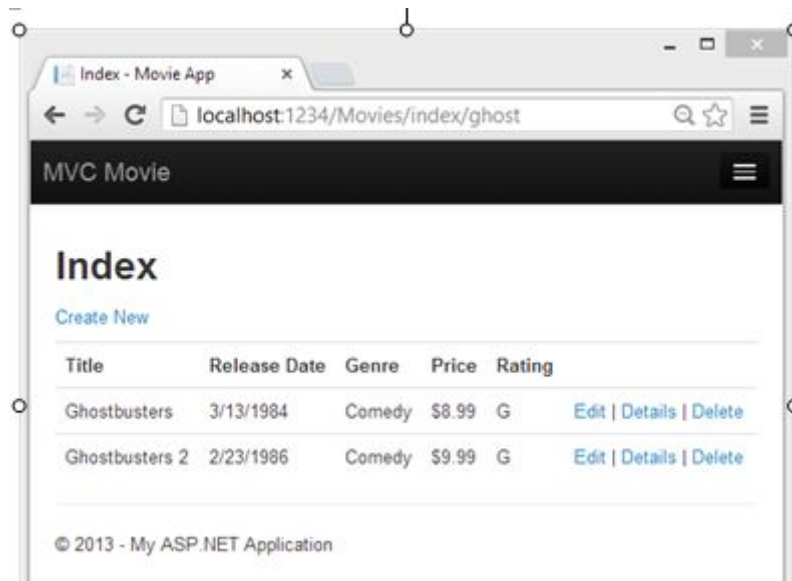 Index - Movie App
localhost:1234/Movies/index/ghost
MVC Movie
Index
Create New
Title Release Date Genre Price Rating
Ghostbusters 3/13/1984 Comedy $8.99 G Edit | Details | Delete
Ghostbusters 2 2/23/1986 Comedy $9.99 G Edit | Details | Delete
© 2013 - My ASP.NET Application